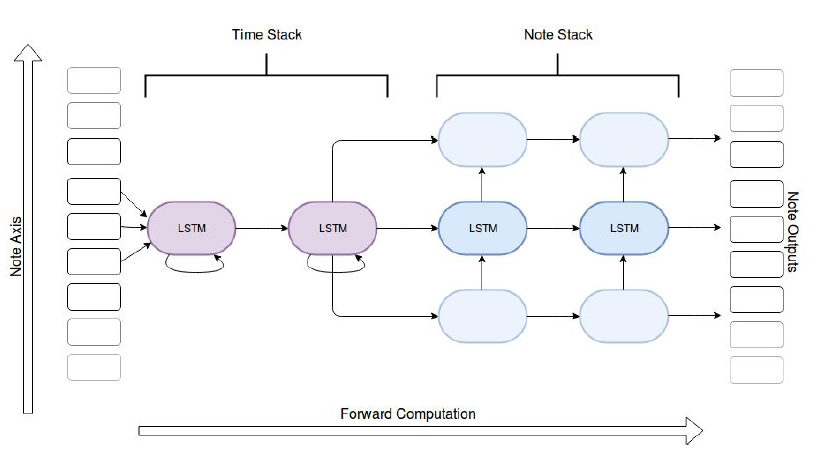 Time Stack
Note Stack
Note Axis
LSTM
LSTM
LSTM
LSTM
Note Outputs
Forward Computation